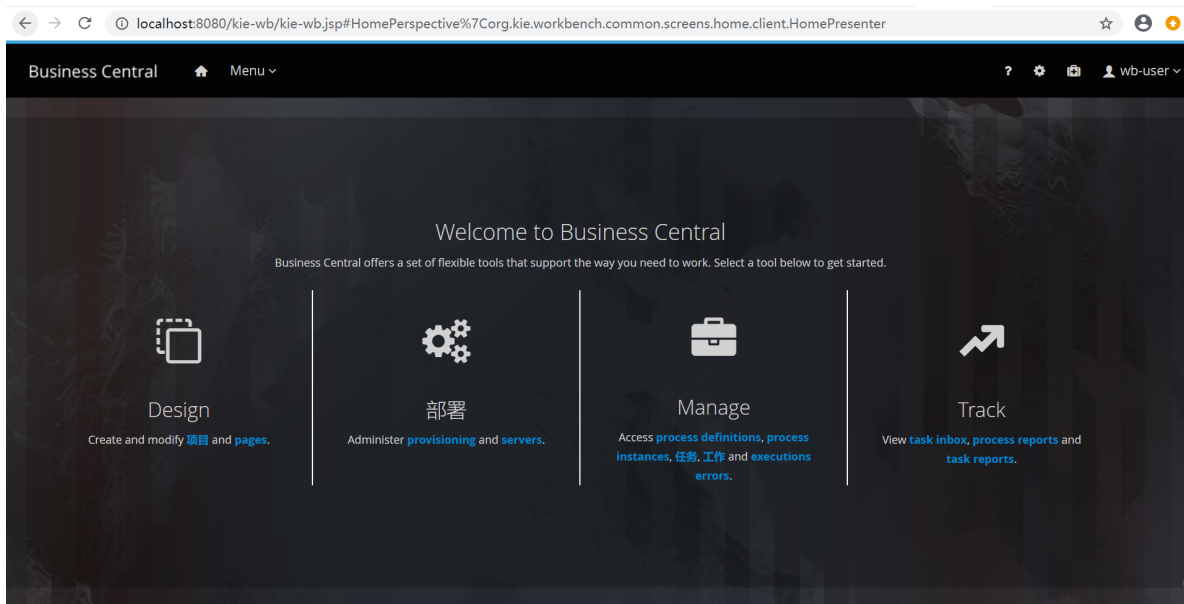 localhost:8080/kie-wb/kie-wb.jsp#HomePerspective%7Corg.kie.workbench.common.screens.home.client.HomePresenter
Business Central Menu ? wb-user
Welcome to Business Central
Business Central offers a set of flexible tools that support the way you need to work. Select a tool below to get started.
Design
Create and modify 项目 and pages.
部署
Administer provisioning and servers.
Manage
Access process definitions, process
instances, 任务, 工作 and executions
errors.
Track
View task inbox, process reports and
task reports.